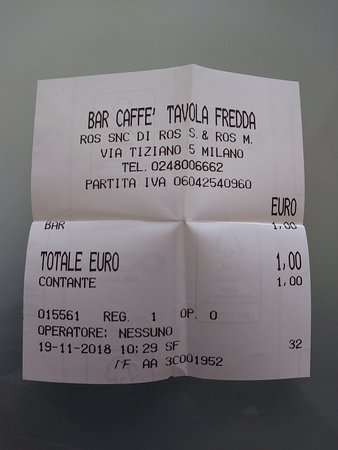 BAR CAFFE' TAVOLA FREDDA
ROS SNC DI ROS S. & ROS M.
VIA TIZIANO 5 MILANO
TEL. 0248006662
PARTITA IVA 06042540960
EURO
BAR 1,00
TOTALE EURO 1,00
CONTANTE 1,00
015561 REG. 1 OP. 0
OPERATORE: NESSUNO
19-11-2018 10:29 SF 32
MF AA 3C001952